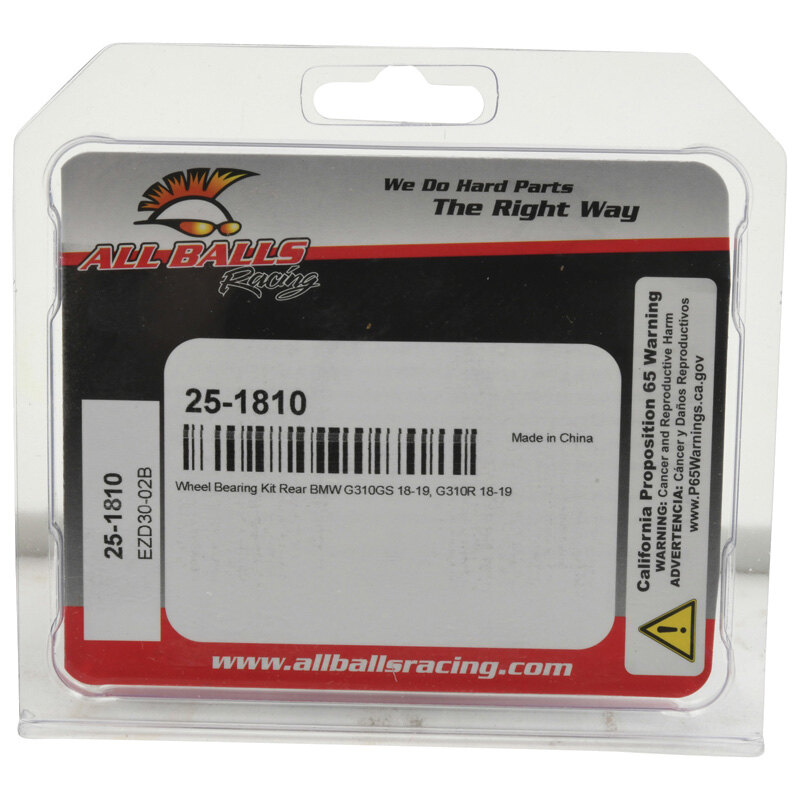 We Do Hard Parts
The Right Way
ALL BALLS
Racing
25-1810
Made in China
Wheel Bearing Kit Rear BMW G310GS 18-19, G310R 18-19
25-1810
EZD30-02B
California Proposition 65 Warning
WARNING: Cancer and Reproductive Harm
ADVERTENCIA: Cáncer y Daños Reproductivos
www.P65Warnings.ca.gov
www.allballsracing.com